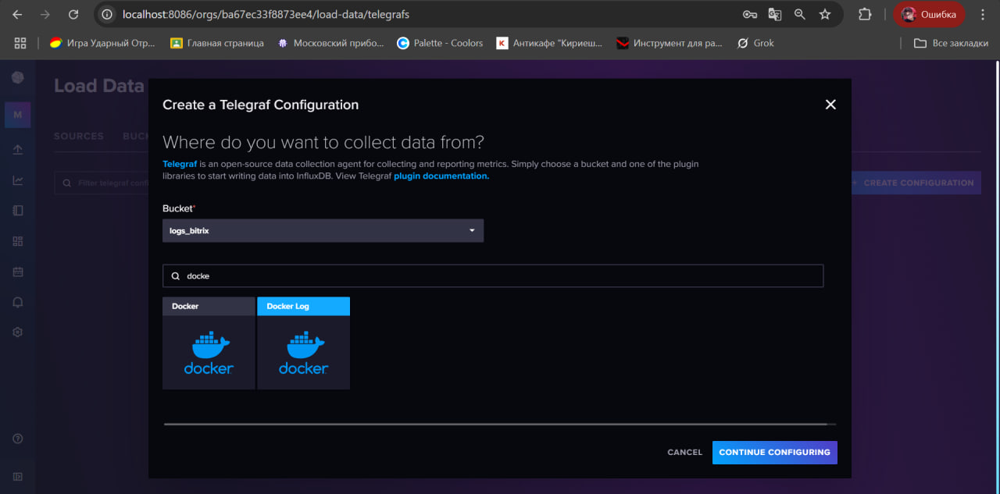 localhost:8086/orgs/ba67ec33f8873ee4/load-data/telegrafs
Ошибка
Игра Ударный Отр...
Главная страница
Московский прибо...
Palette - Coolors
Антикафе "Кириеш...
Инструмент для ра...
Grok
Все закладки
Load Data
M
SOURCES
BUCK
Filter telegraf confi
CREATE CONFIGURATION
Create a Telegraf Configuration
Where do you want to collect data from?
Telegraf is an open-source data collection agent for collecting and reporting metrics. Simply choose a bucket and one of the plugin
libraries to start writing data into InfluxDB. View Telegraf plugin documentation.
Bucket*
logs_bitrix
docke
Docker
Docker Log
docker
docker
CANCEL
CONTINUE CONFIGURING